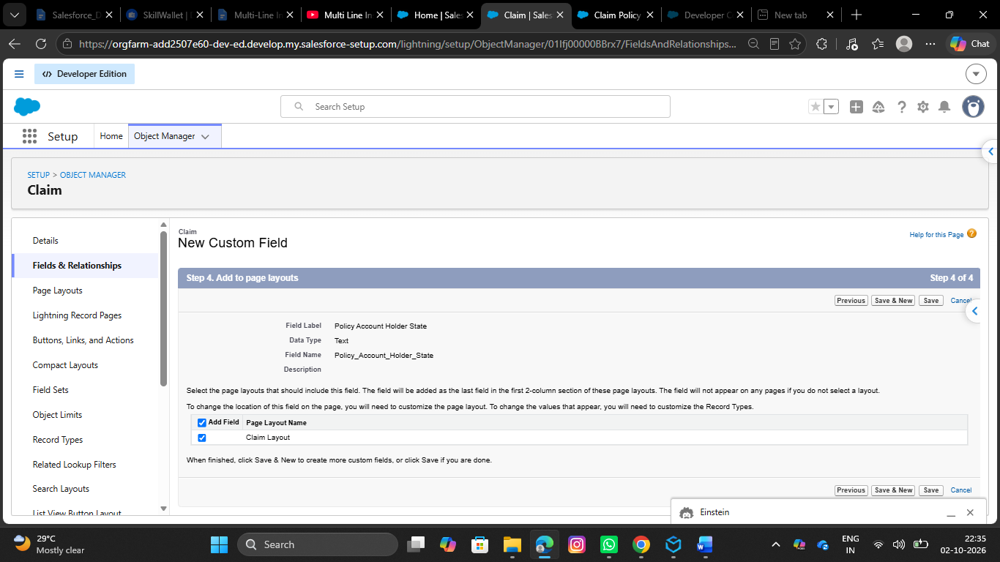 Salesforce_D
SkillWallet | D
Multi-Line In
Multi Line In
Home | Sales
Claim | Sales
Claim Policy
Developer C
New tab
https://orgfarm-add2507e60-dev-ed.develop.my.salesforce-setup.com/lightning/setup/ObjectManager/01Ifj00000BBrx7/FieldsAndRelationships...
Chat
</> Developer Edition
Search Setup
Setup
Home
Object Manager
SETUP > OBJECT MANAGER
Claim
Details
Fields & Relationships
Page Layouts
Lightning Record Pages
Buttons, Links, and Actions
Compact Layouts
Field Sets
Object Limits
Record Types
Related Lookup Filters
Search Layouts
List View Button Layout
Claim
New Custom Field
Help for this Page
Step 4. Add to page layouts
Step 4 of 4
Previous
Save & New
Save
Cancel
Field Label Policy Account Holder State
Data Type Text
Field Name Policy_Account_Holder_State
Description
Select the page layouts that should include this field. The field will be added as the last field in the first 2-column section of these page layouts. The field will not appear on any pages if you do not select a layout.
To change the location of this field on the page, you will need to customize the page layout. To change the values that appear, you will need to customize the Record Types.
Add Field Page Layout Name
Claim Layout
When finished, click Save & New to create more custom fields, or click Save if you are done.
Previous
Save & New
Save
Cancel
Einstein
29°C
Mostly clear
Search
ENG
IN
22:35
02-10-2026